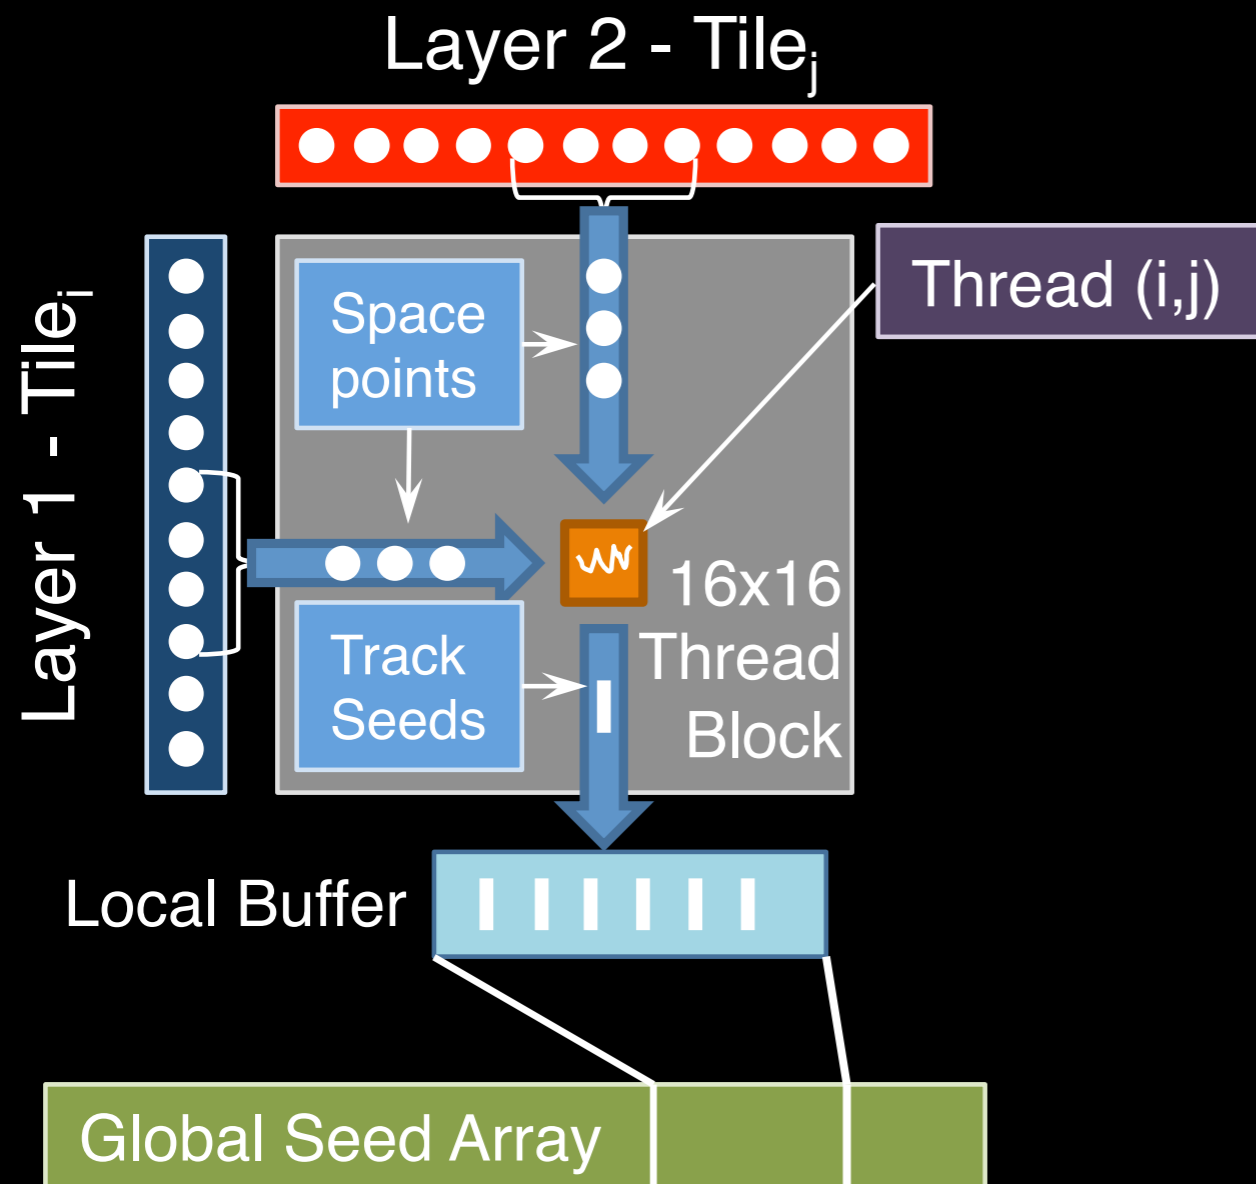 Layer 2 - Tilej
Layer 1 - Tilei
Space
points
Thread (i,j)
16x16
Thread
Block
Track
Seeds
Local Buffer
Global Seed Array